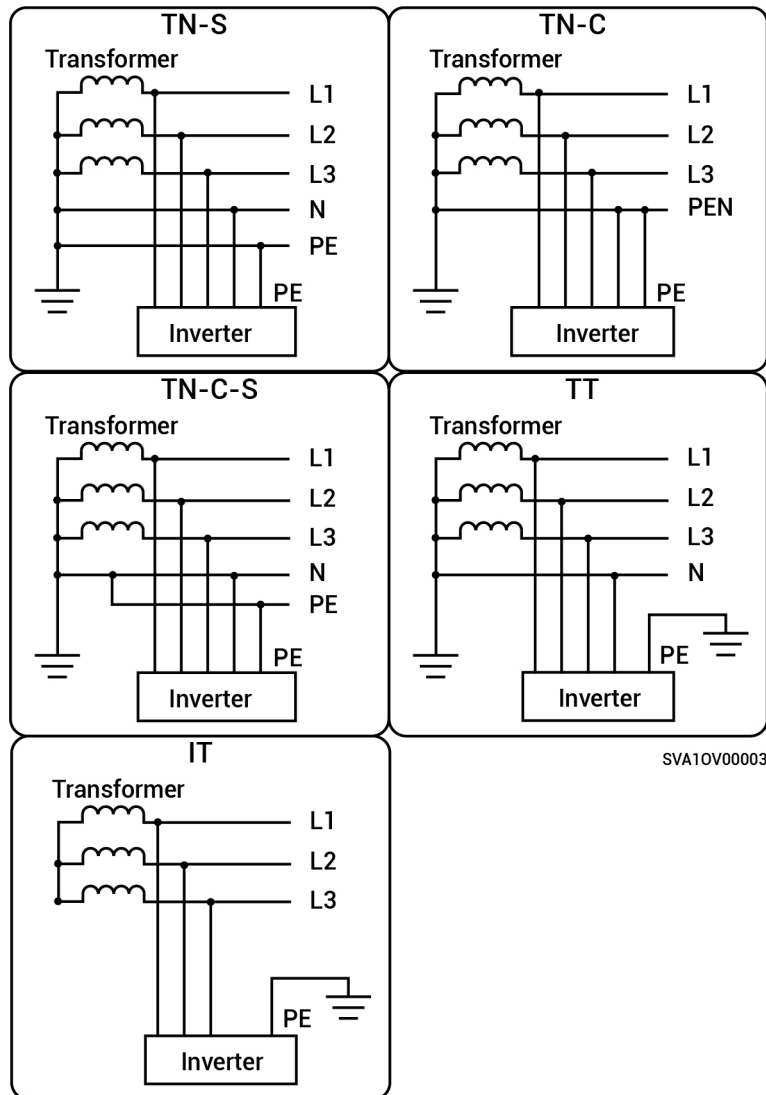 TN-S
Transformer
L1
L2
L3
N
PE
PE
Inverter
TN-C
Transformer
L1
L2
L3
PEN
PE
Inverter
TN-C-S
Transformer
L1
L2
L3
N
PE
PE
Inverter
TT
Transformer
L1
L2
L3
N
PE
Inverter
SVA1OV00003
IT
Transformer
L1
L2
L3
PE
Inverter